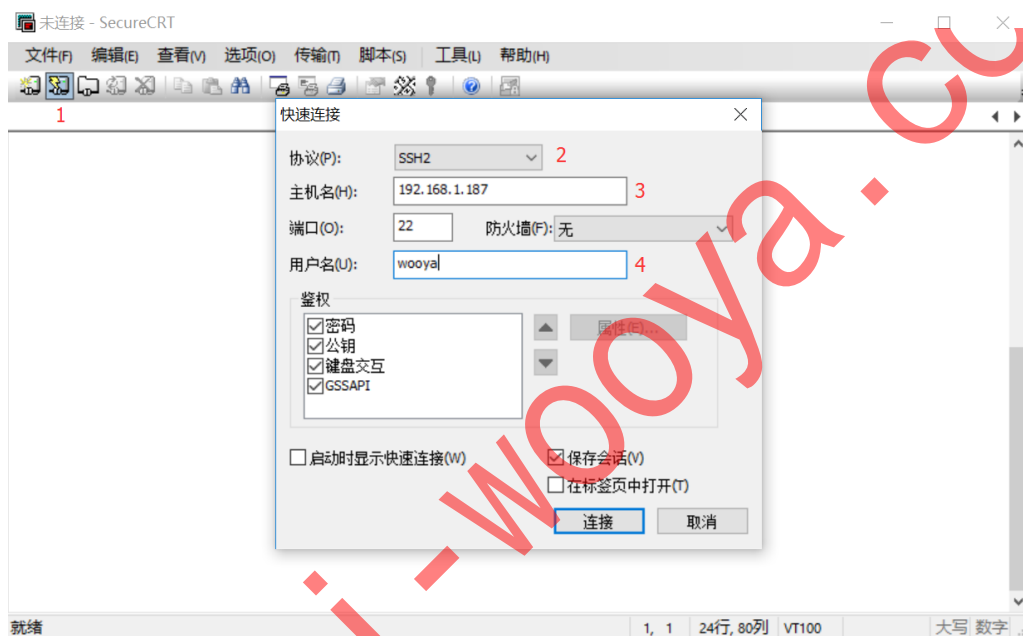 未连接 - SecureCRT
文件(F) 编辑(E) 查看(V) 选项(O) 传输(T) 脚本(S) 工具(L) 帮助(H)
1
快速连接
协议(P): SSH2 2
主机名(H): 192.168.1.187 3
端口(O): 22 防火墙(F): 无
用户名(U): wooya 4
鉴权
密码
公钥
键盘交互
GSSAPI
属性(E)...
启动时显示快速连接(W) 保存会话(V)
在标签页中打开(T)
连接 取消
i-wooya.co
就绪 1, 1 24行, 80列 VT100 大写 数字